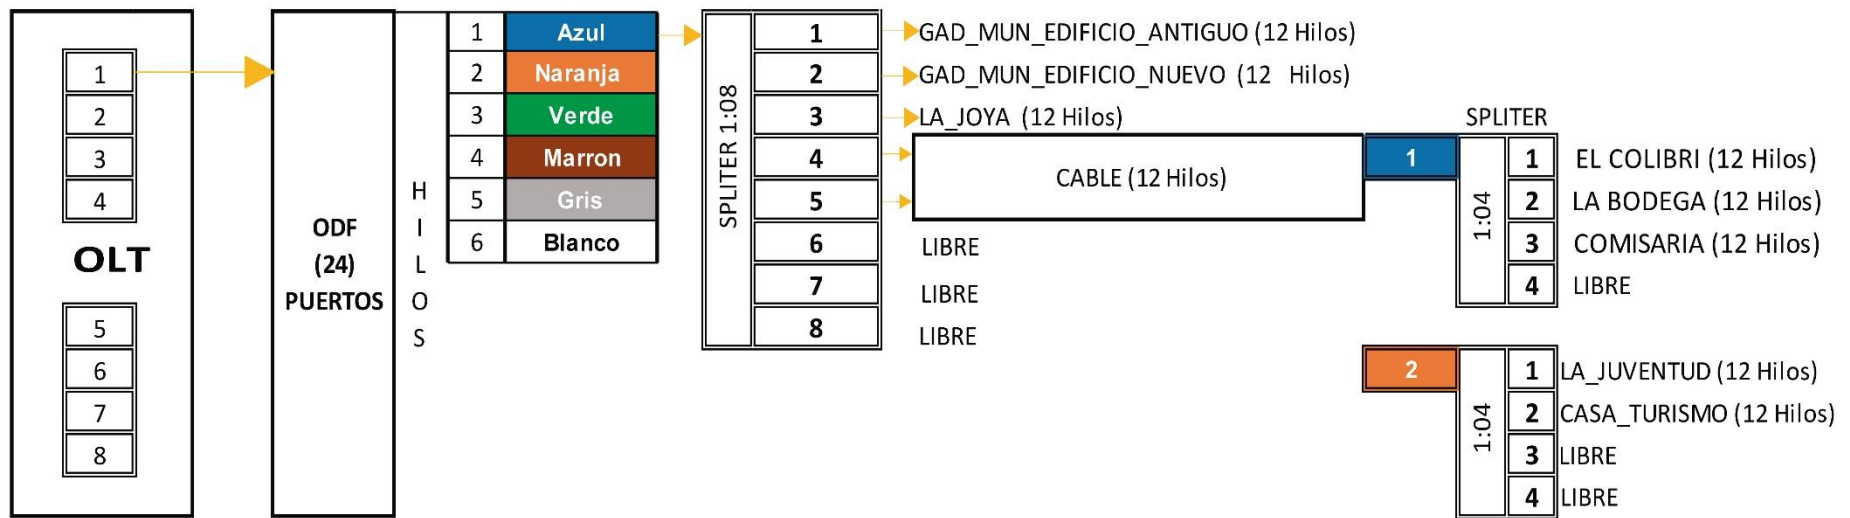 1
2
3
4
OLT
5
6
7
8
ODF
(24)
PUERTOS
HILOS
1 Azul
2 Naranja
3 Verde
4 Marron
5 Gris
6 Blanco
SPLITER 1:08
1 GAD_MUN_EDIFICIO_ANTIGUO (12 Hilos)
2 GAD_MUN_EDIFICIO_NUEVO (12 Hilos)
3 LA_JOYA (12 Hilos)
4
5
CABLE (12 Hilos)
6 LIBRE
7 LIBRE
8 LIBRE
SPLITER
1
1:04
1 EL COLIBRI (12 Hilos)
2 LA BODEGA (12 Hilos)
3 COMISARIA (12 Hilos)
4 LIBRE
2
1:04
1 LA_JUVENTUD (12 Hilos)
2 CASA_TURISMO (12 Hilos)
3 LIBRE
4 LIBRE